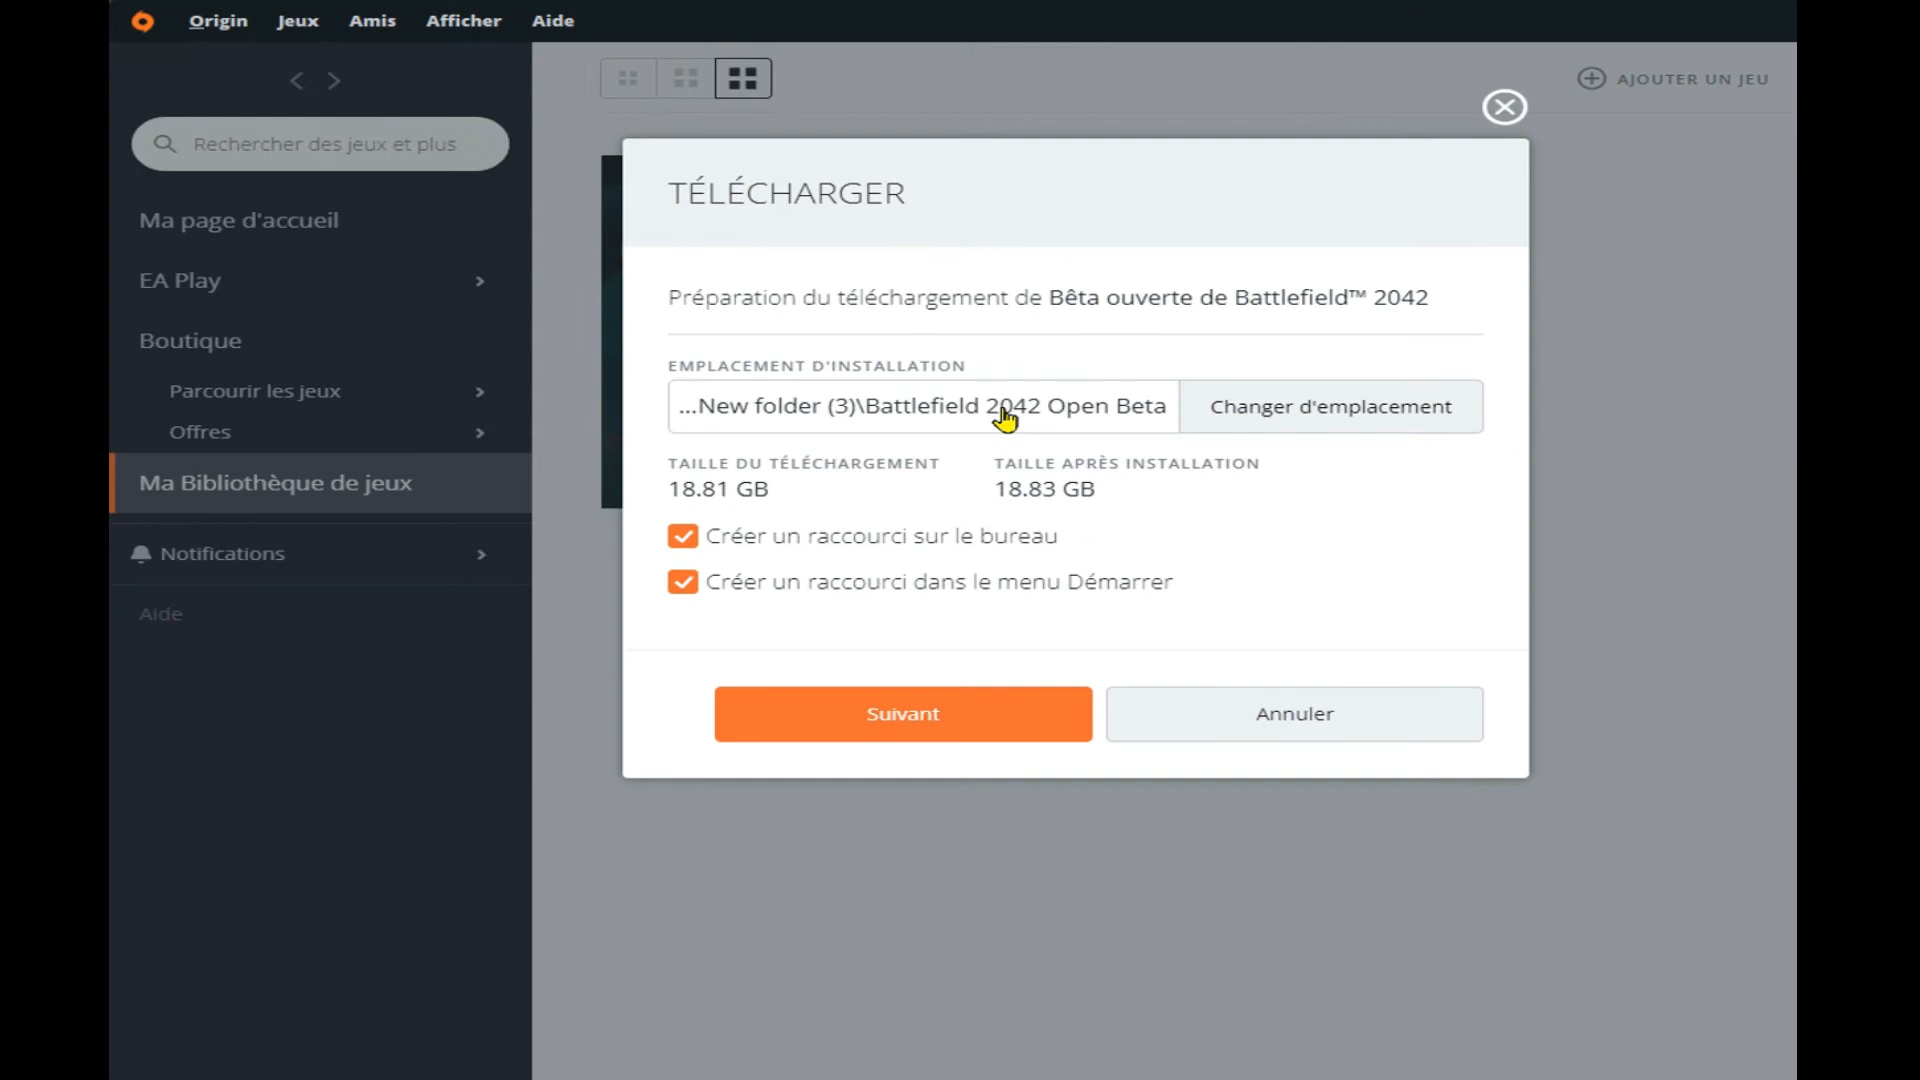 Origin Jeux Amis Afficher Aide
Rechercher des jeux et plus
Ma page d'accueil
EA Play
Boutique
Parcourir les jeux
Offres
Ma Bibliothèque de jeux
Notifications
Aide
AJOUTER UN JEU
TÉLÉCHARGER
Préparation du téléchargement de Bêta ouverte de Battlefield™ 2042
EMPLACEMENT D'INSTALLATION
...New folder (3)\Battlefield 2042 Open Beta
Changer d'emplacement
TAILLE DU TÉLÉCHARGEMENT
18.81 GB
TAILLE APRÈS INSTALLATION
18.83 GB
Créer un raccourci sur le bureau
Créer un raccourci dans le menu Démarrer
Suivant
Annuler